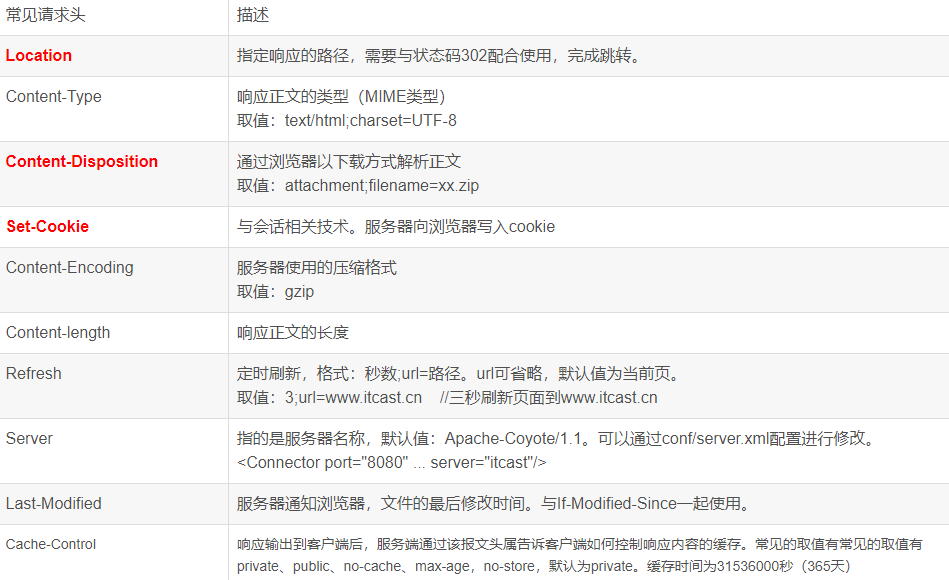 常见请求头 描述
Location 指定响应的路径，需要与状态码302配合使用，完成跳转。
Content-Type 响应正文的类型（MIME类型）
取值：text/html;charset=UTF-8
Content-Disposition 通过浏览器以下载方式解析正文
取值：attachment;filename=xx.zip
Set-Cookie 与会话相关技术。服务器向浏览器写入cookie
Content-Encoding 服务器使用的压缩格式
取值：gzip
Content-length 响应正文的长度
Refresh 定时刷新，格式：秒数;url=路径。url可省略，默认值为当前页。
取值：3;url=www.itcast.cn //三秒刷新页面到www.itcast.cn
Server 指的是服务器名称，默认值：Apache-Coyote/1.1。可以通过conf/server.xml配置进行修改。
<Connector port="8080" ... server="itcast"/>
Last-Modified 服务器通知浏览器，文件的最后修改时间。与If-Modified-Since一起使用。
Cache-Control 响应输出到客户端后，服务端通过该报文头属告诉客户端如何控制响应内容的缓存。常见的取值有常见的取值有
private、public、no-cache、max-age，no-store，默认为private。缓存时间为31536000秒（365天）